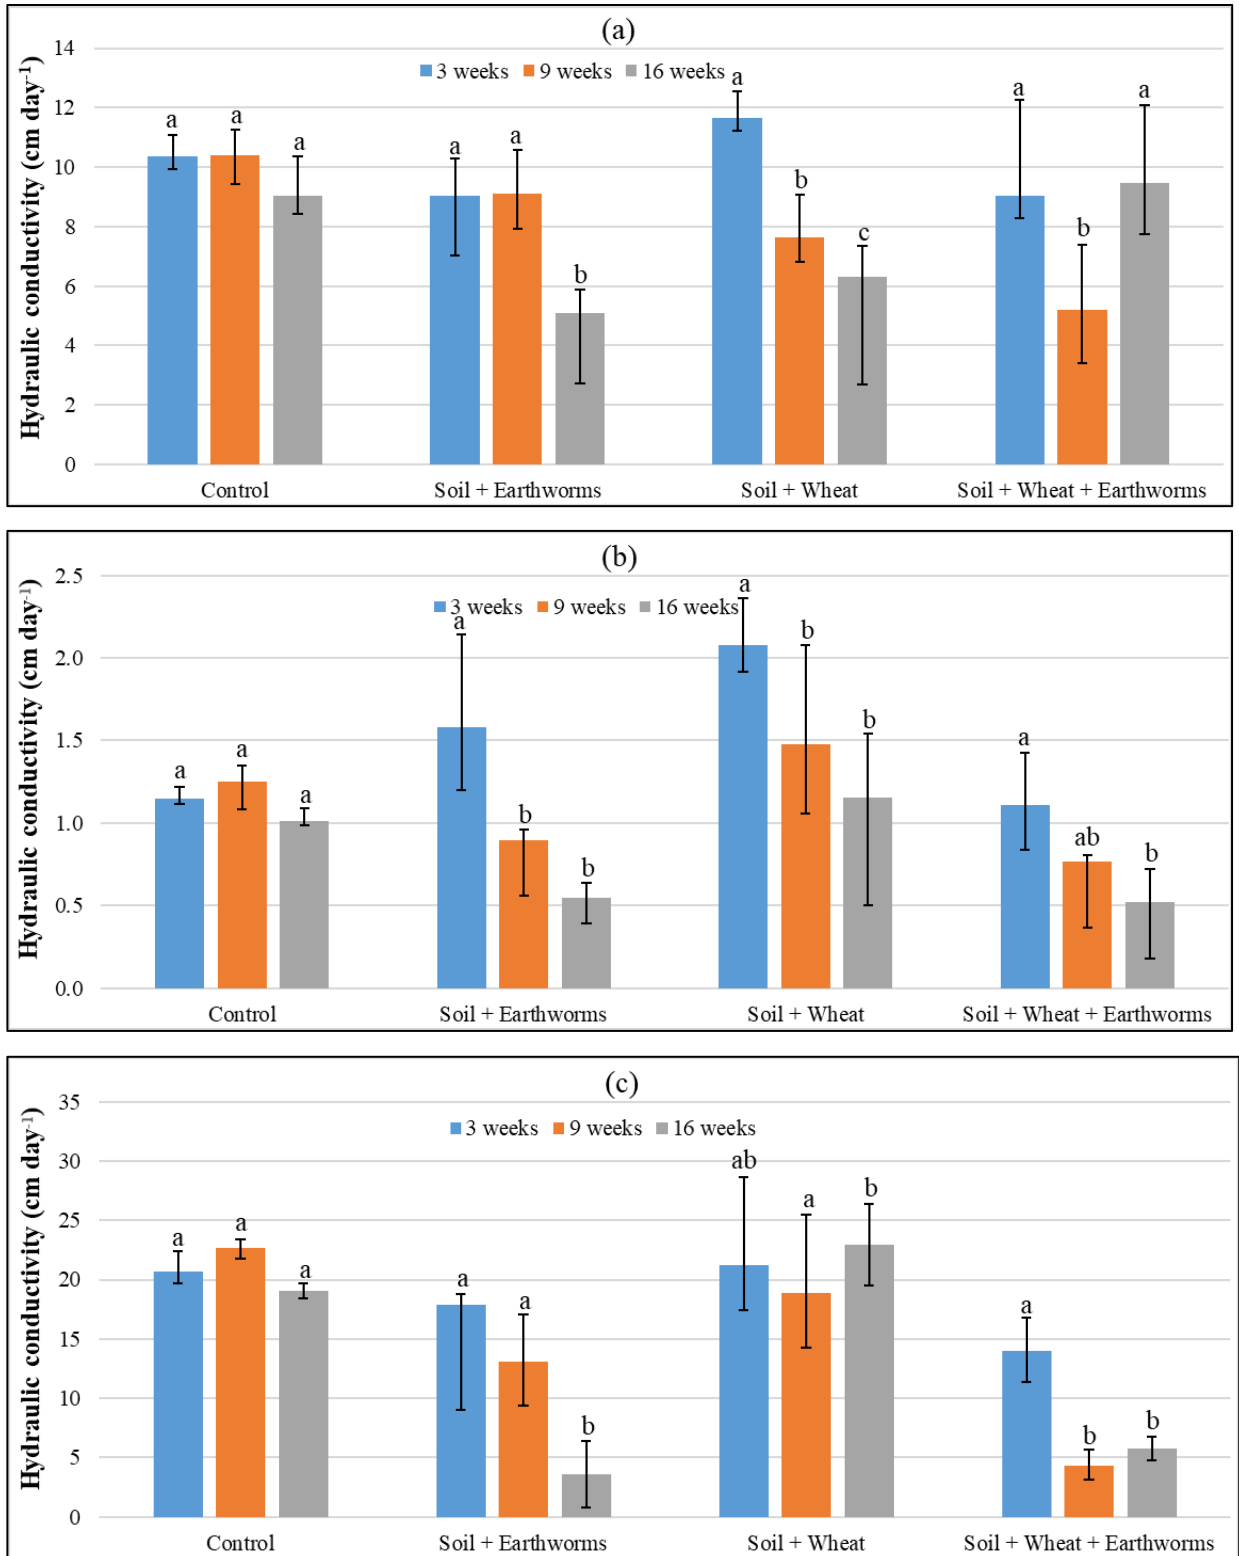 (a)
Hydraulic conductivity (cm day-1)
14
12
10
8
6
4
2
0
3 weeks 9 weeks 16 weeks
a a a
a a b
a b c
a b a
Control Soil + Earthworms Soil + Wheat Soil + Wheat + Earthworms
(b)
Hydraulic conductivity (cm day-1)
2.5
2.0
1.5
1.0
0.5
0.0
3 weeks 9 weeks 16 weeks
a a a
a b b
a b b
a ab b
Control Soil + Earthworms Soil + Wheat Soil + Wheat + Earthworms
(c)
Hydraulic conductivity (cm day-1)
35
30
25
20
15
10
5
0
3 weeks 9 weeks 16 weeks
a a a
a a b
ab a b
a b b
Control Soil + Earthworms Soil + Wheat Soil + Wheat + Earthworms